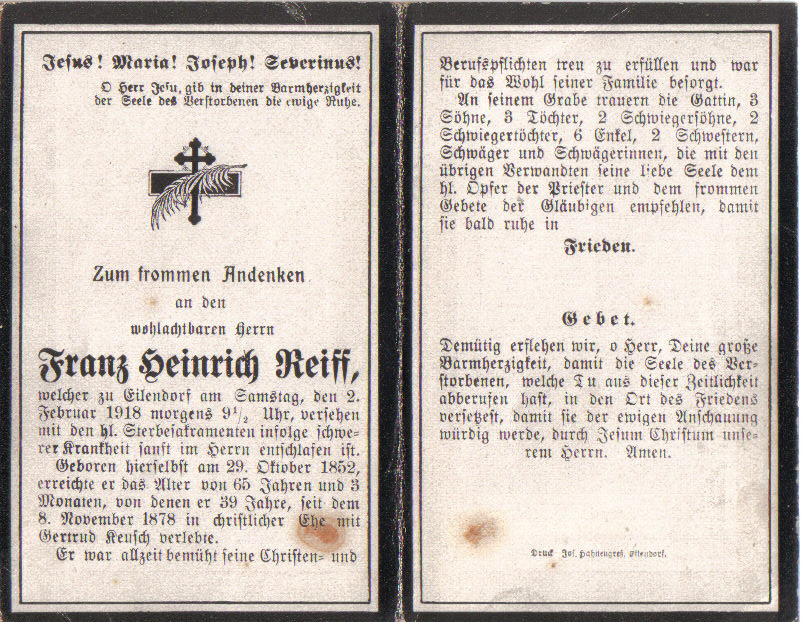 Jesus! Maria! Joseph! Severinus!
O Herr Jesu, gib in deiner Barmherzigkeit
der Seele des Verstorbenen die ewige Ruhe.
Zum frommen Andenken
an den
wohlachtbaren Herrn
Franz Heinrich Reiff,
welcher zu Eilendorf am Samstag, den 2.
Februar 1918 morgens 9 1/2 Uhr, versehen
mit den hl. Sterbesakramenten infolge schwe-
rer Krankheit sanft im Herrn entschlafen ist.
Geboren hierselbst am 29. Oktober 1852,
erreichte er das Alter von 65 Jahren und 3
Monaten, von denen er 39 Jahre, seit dem
8. November 1878 in christlicher Ehe mit
Gertrud Keusch verlebte.
Er war allzeit bemüht seine Christen- und
Berufspflichten treu zu erfüllen und war
für das Wohl seiner Familie besorgt.
An seinem Grabe trauern die Gattin, 3
Söhne, 3 Töchter, 2 Schwiegersöhne, 2
Schwiegertöchter, 6 Enkel, 2 Schwestern,
Schwäger und Schwägerinnen, die mit den
übrigen Verwandten seine liebe Seele dem
hl. Opfer der Priester und dem frommen
Gebete der Gläubigen empfehlen, damit
sie bald ruhe in
Frieden.
Gebet.
Demütig erflehen wir, o Herr, Deine große
Barmherzigkeit, damit die Seele des Ver-
storbenen, welche Tu aus dieser Zeitlichkeit
abberufen hast, in den Ort des Friedens
versetzest, damit sie der ewigen Anschauung
würdig werde, durch Jesum Christum unse-
rem Herrn. Amen.
Druck Jos. Hahnengreß, Eilendorf.